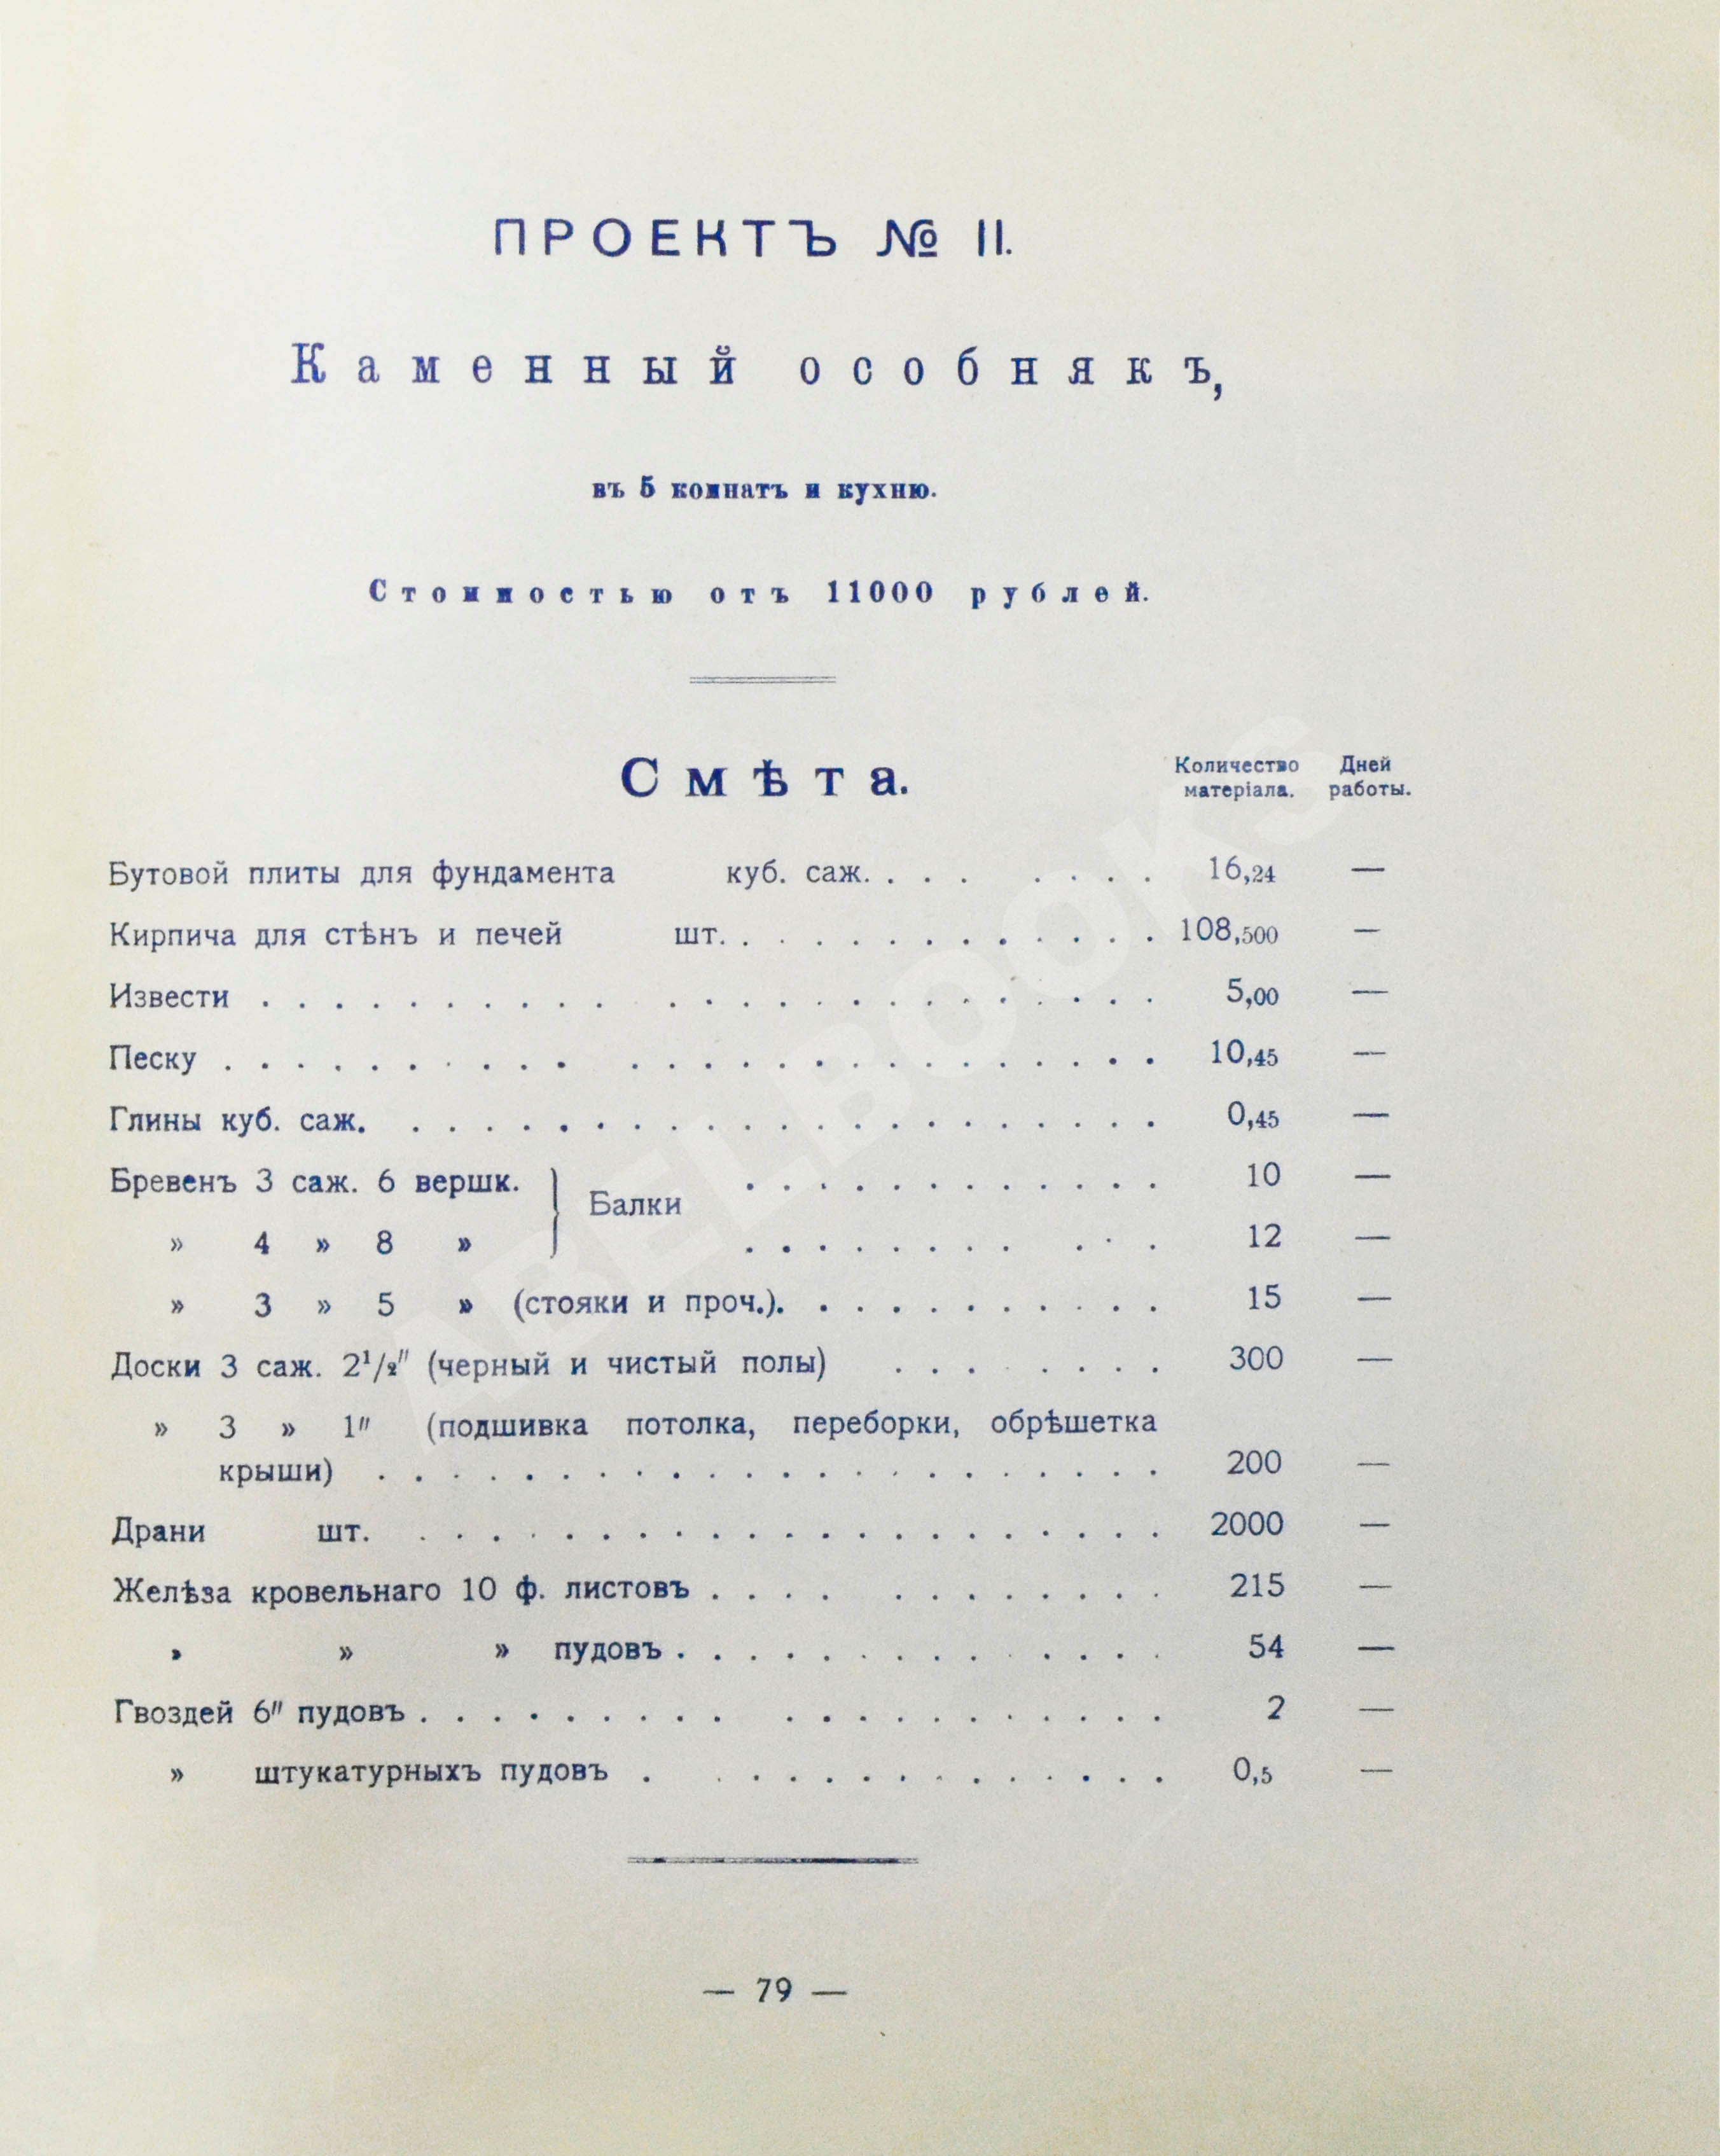 ПРОЕКТЪ № II.
Каменный особнякъ,
въ 5 комнатъ и кухню.
Стоимостью отъ 11000 рублей.
Смѣта.
Количество матеріала.
Дней работы.
Бутовой плиты для фундамента куб. саж. . . . . . . . 16,24 —
Кирпича для стѣнъ и печей шт. . . . . . . . . . . . . 108,500 —
Извести . . . . . . . . . . . . . . . . . . . . . . . 5,00 —
Песку . . . . . . . . . . . . . . . . . . . . . . . . 10,45 —
Глины куб. саж. . . . . . . . . . . . . . . . . . . . . 0,45 —
Бревенъ 3 саж. 6 вершк. } Балки . . . . . . . . . . . . 10 —
» 4 » 8 » . . . . . . . . . . . 12 —
» 3 » 5 » (стояки и проч.). . . . . . . . . . . 15 —
Доски 3 саж. 2¹/₂" (черный и чистый полы) . . . . . . . 300 —
» 3 » 1" (подшивка потолка, переборки, обрѣшетка
крыши) . . . . . . . . . . . . . . . . . . . . . . 200 —
Драни шт. . . . . . . . . . . . . . . . . . . . . . 2000 —
Желѣза кровельнаго 10 ф. листовъ . . . . . . . . . . . . 215 —
» » » пудовъ . . . . . . . . . . . . . 54 —
Гвоздей 6" пудовъ . . . . . . . . . . . . . . . . . . . . 2 —
» штукатурныхъ пудовъ . . . . . . . . . . . . . . 0,5 —
— 79 —
ABELBOOKS